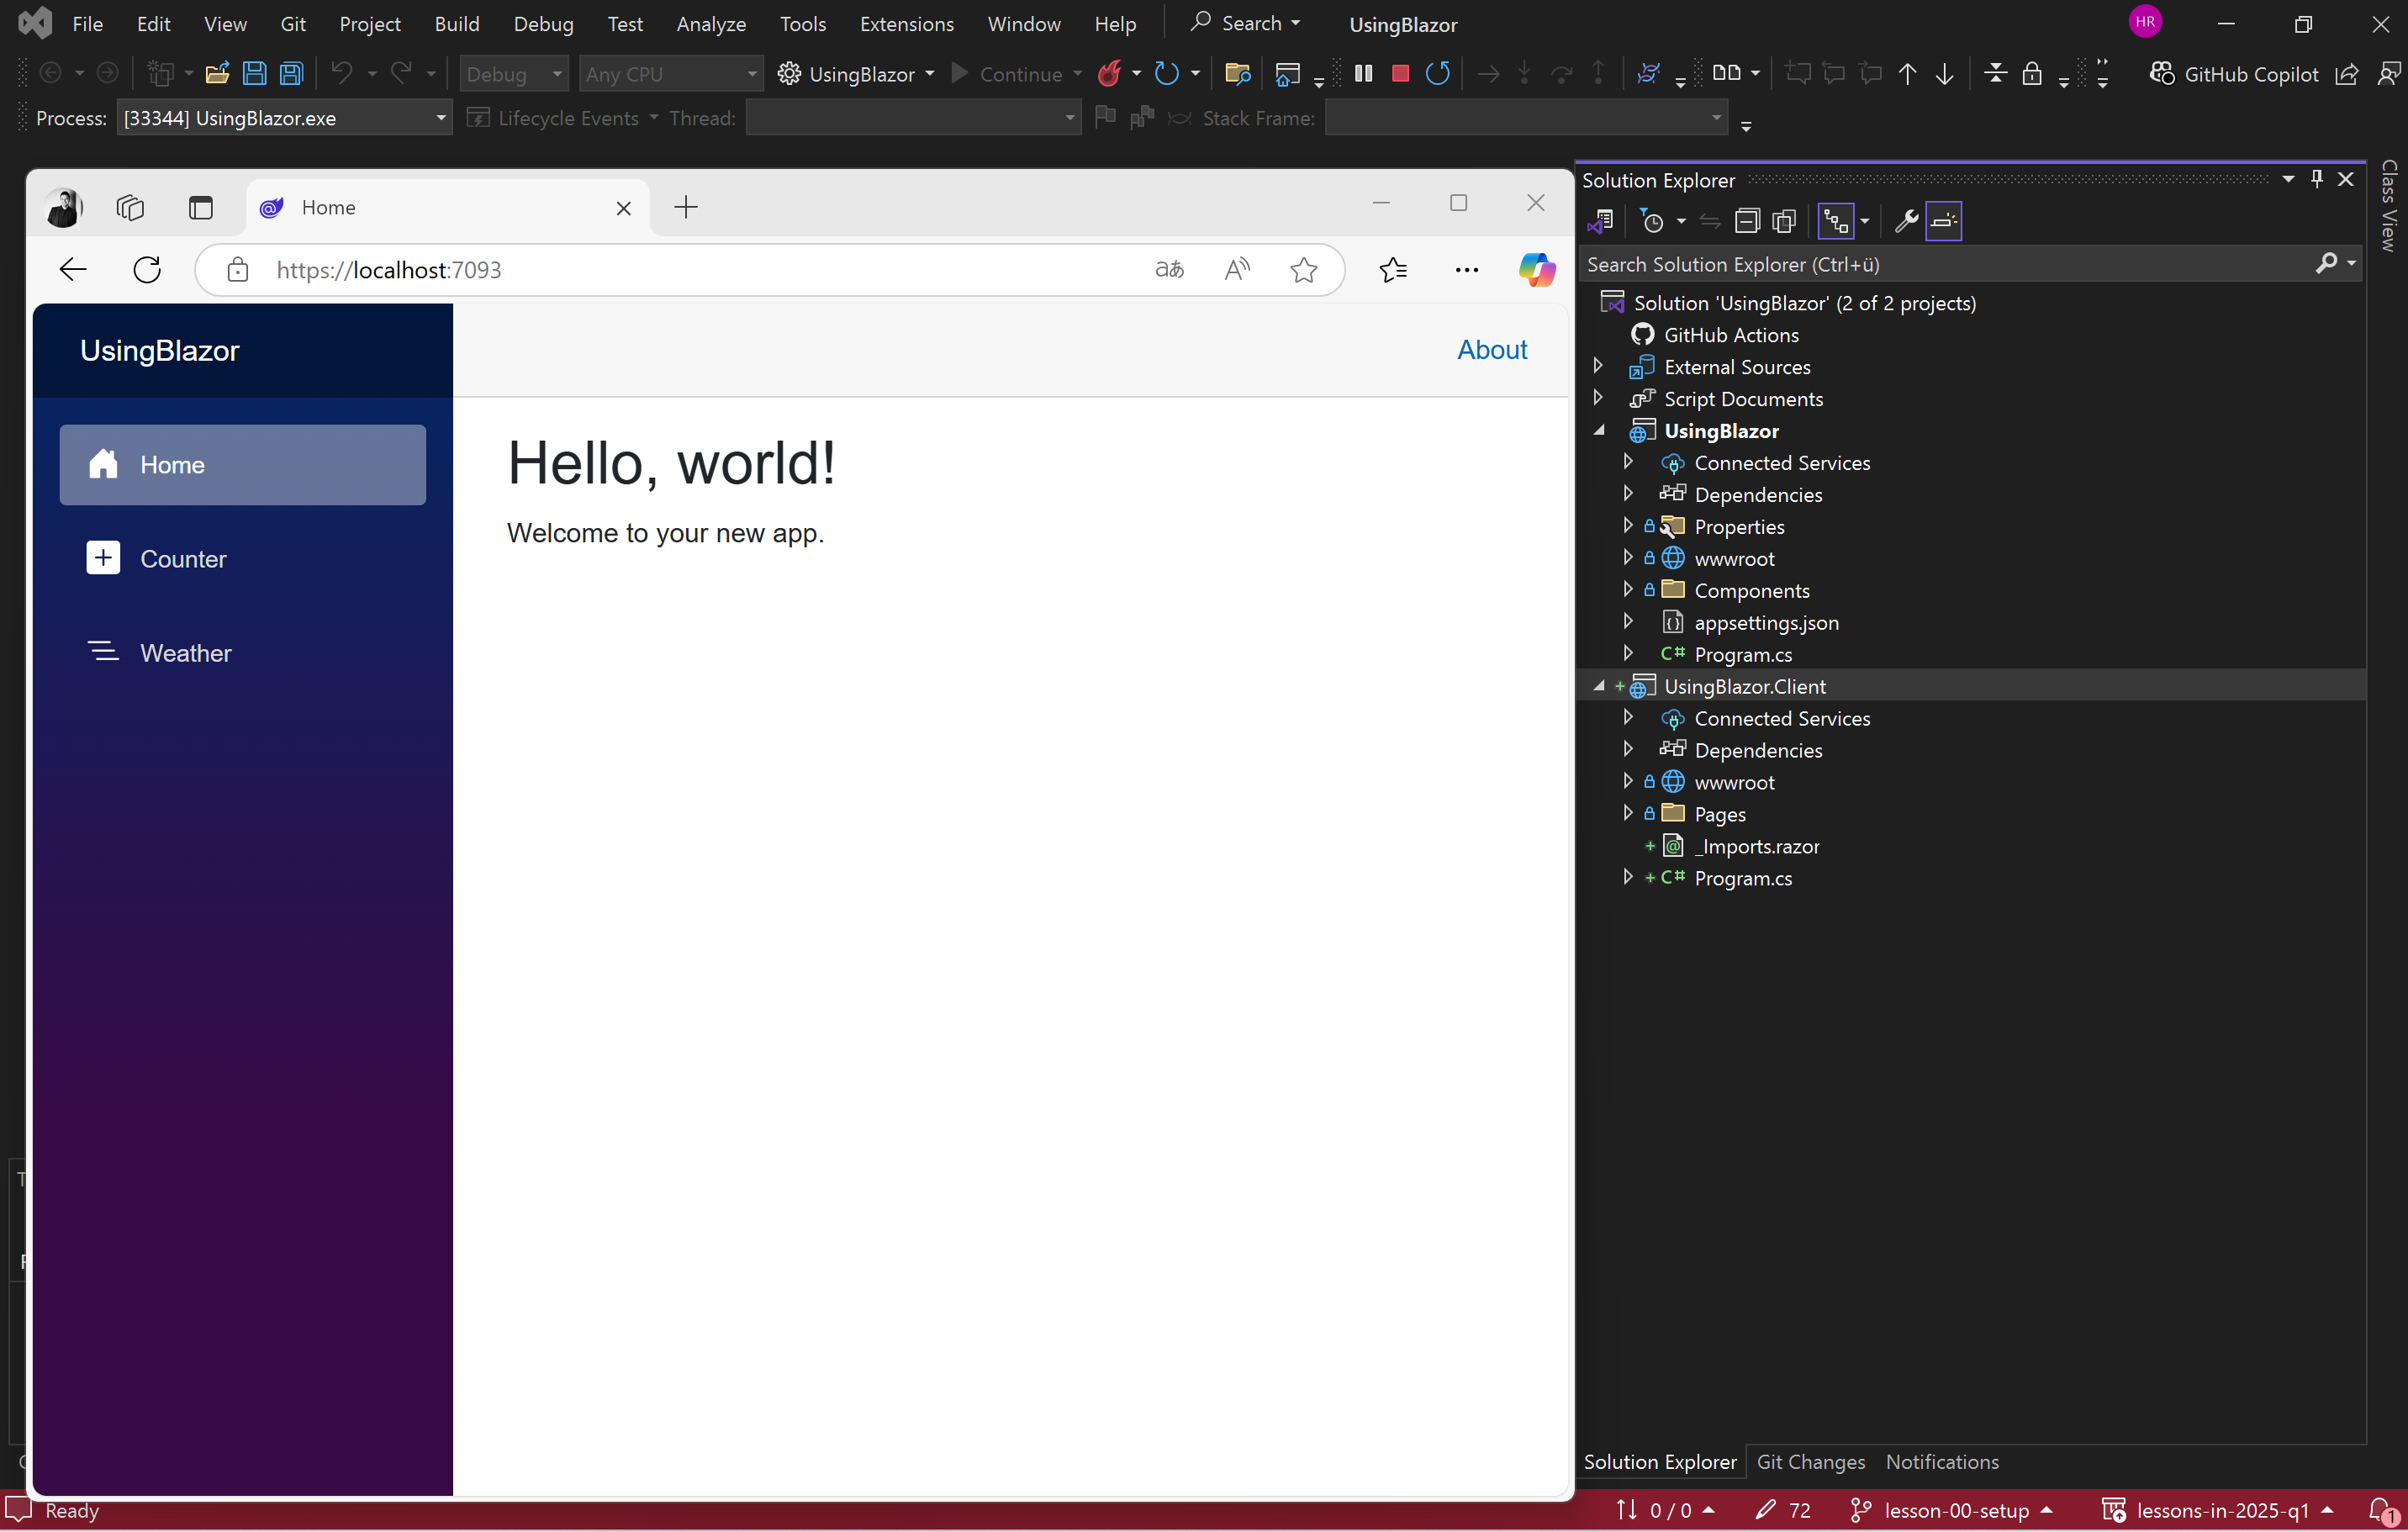 File Edit View Git Project Build Debug Test Analyze Tools Extensions Window Help Search UsingBlazor HR
Debug Any CPU UsingBlazor Continue GitHub Copilot
Process: [33344] UsingBlazor.exe Lifecycle Events Thread: Stack Frame:
Home
https://localhost:7093
UsingBlazor
About
Home
Counter
Weather
Hello, world!
Welcome to your new app.
Solution Explorer
Search Solution Explorer (Ctrl+ü)
Solution 'UsingBlazor' (2 of 2 projects)
GitHub Actions
External Sources
Script Documents
UsingBlazor
Connected Services
Dependencies
Properties
wwwroot
Components
appsettings.json
C# Program.cs
UsingBlazor.Client
Connected Services
Dependencies
wwwroot
Pages
_Imports.razor
C# Program.cs
Class View
Solution Explorer Git Changes Notifications
Ready 0 / 0 72 lesson-00-setup lessons-in-2025-q1 1